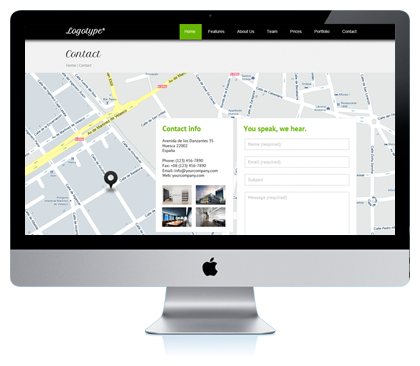 Logotype*
Home Features About Us Team Prices Portfolio Contact
Contact
Home / Contact
Contact Info
Avenida de los Danzantes 35
Huesca 22002
España
Phone: (123) 456-7890
Fax: +08 (123) 456-7890
Email: info@yourcompany.com
Web: yourcompany.com
You speak, we hear.
Name (required)
Email (required)
Subject
Message (required)